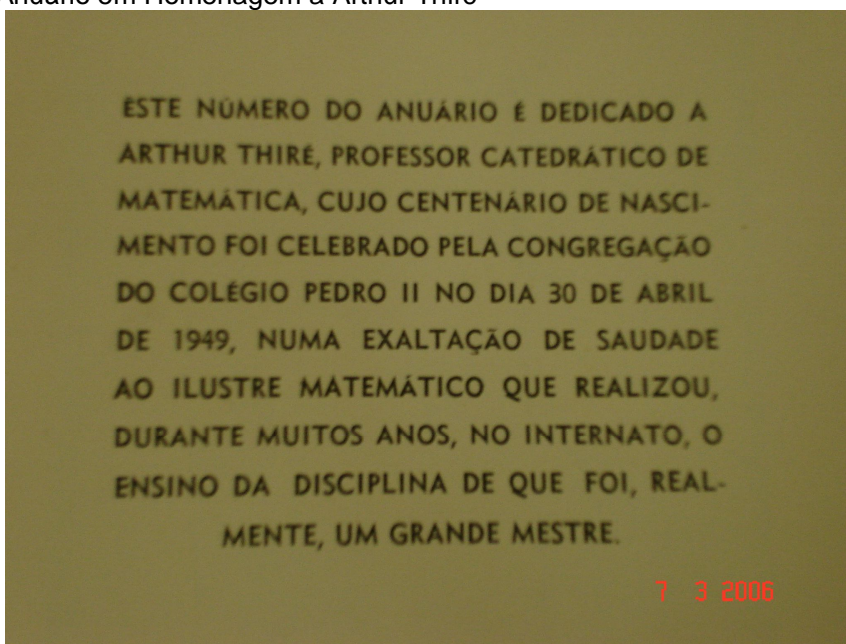 Anuário em Homenagem a Arthur Thiré
ESTE NÚMERO DO ANUÁRIO É DEDICADO A
ARTHUR THIRÉ, PROFESSOR CATEDRÁTICO DE
MATEMÁTICA, CUJO CENTENÁRIO DE NASCI-
MENTO FOI CELEBRADO PELA CONGREGAÇÃO
DO COLÉGIO PEDRO II NO DIA 30 DE ABRIL
DE 1949, NUMA EXALTAÇÃO DE SAUDADE
AO ILUSTRE MATEMÁTICO QUE REALIZOU,
DURANTE MUITOS ANOS, NO INTERNATO, O
ENSINO DA DISCIPLINA DE QUE FOI, REAL-
MENTE, UM GRANDE MESTRE.
7 3 2006